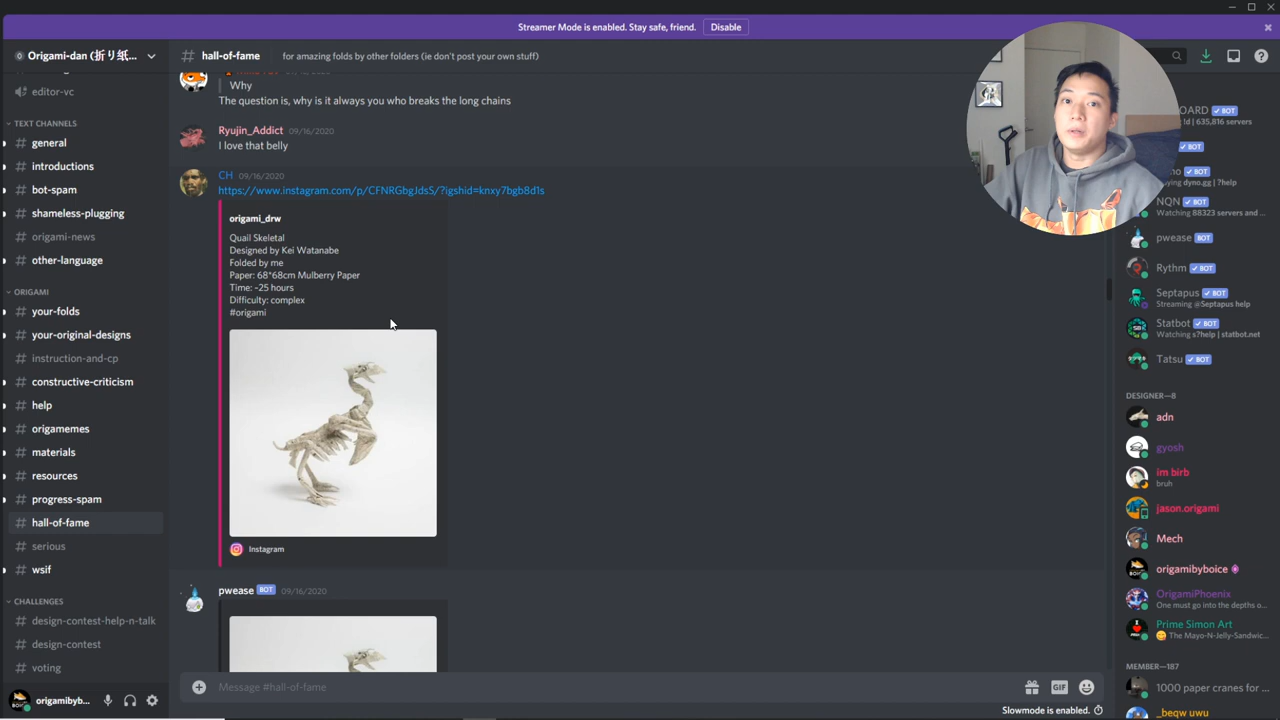 Streamer Mode is enabled. Stay safe, friend.
Disable
Origami-dan (折り紙...
editor-vc
TEXT CHANNELS
# general
# introductions
# bot-spam
# shameless-plugging
# origami-news
# other-language
ORIGAMI
# your-folds
# your-original-designs
# instruction-and-cp
# constructive-criticism
# help
# origamemes
# materials
# resources
# progress-spam
# hall-of-fame
# serious
# wsif
CHALLENGES
# design-contest-help-n-talk
# design-contest
# voting
origamibyb...
# hall-of-fame
for amazing folds by other folders (ie don't post your own stuff)
Why
The question is, why is it always you who breaks the long chains
Ryujin_Addict 09/16/2020
I love that belly
CH 09/16/2020
https://www.instagram.com/p/CFNRGbgJdsS/?igshid=knxy7bgb8d1s
origami_drw
Quail Skeletal
Designed by Kei Watanabe
Folded by me
Paper: 68*68cm Mulberry Paper
Time: ~25 hours
Difficulty: complex
#origami
Instagram
pwease BOT 09/16/2020
Message #hall-of-fame
GIF
Slowmode is enabled.
BOT
| 635,816 servers
BOT
BOT
dyno.gg | ?help
NQN BOT
Watching 88323 servers and ...
pwease BOT
Rythm BOT
Septapus BOT
Streaming @Septapus help
Statbot BOT
Watching s?help | statbot.net
Tatsu BOT
DESIGNER—8
adn
gyosh
im birb
bruh
jason.origami
Mech
origamibyboice
OrigamiPhoenix
One must go into the depths o...
Prime Simon Art
The Mayo-N-Jelly-Sandwic...
MEMBER—187
1000 paper cranes for ...
_beqw uwu